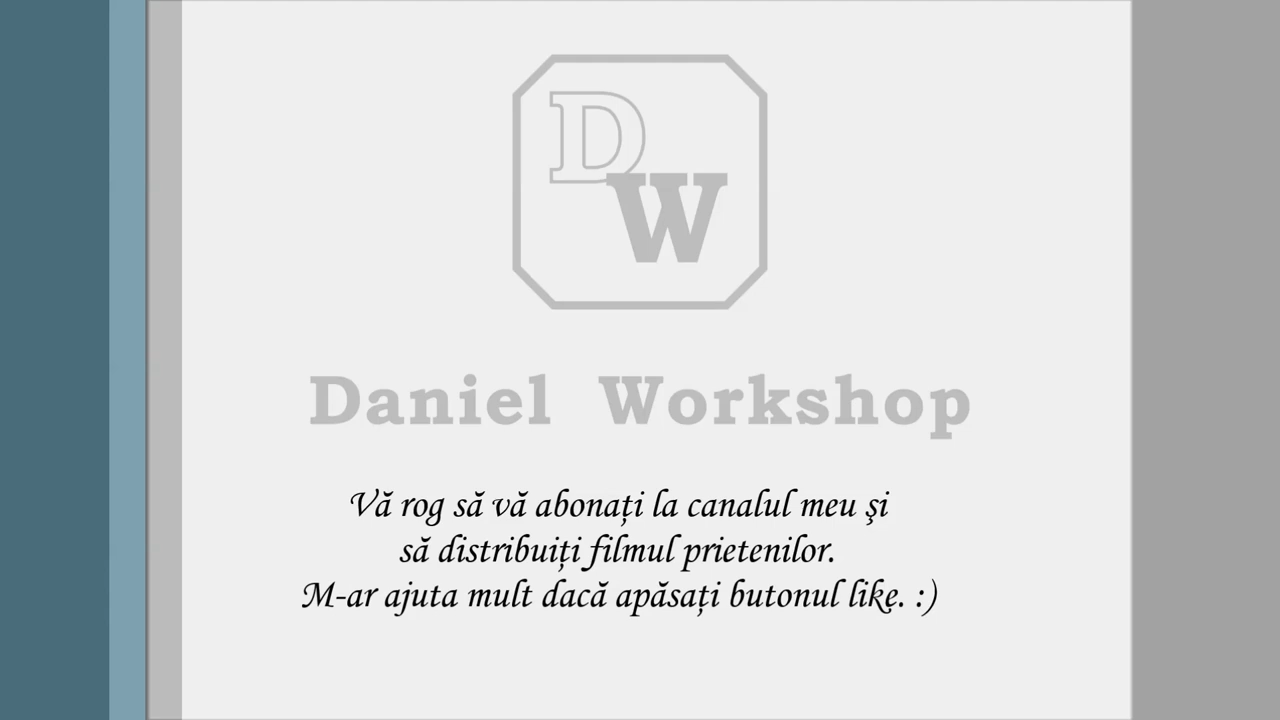 DW
Daniel Workshop
Vă rog să vă abonați la canalul meu şi
să distribuiți filmul prietenilor.
M-ar ajuta mult dacă apăsați butonul like. :)